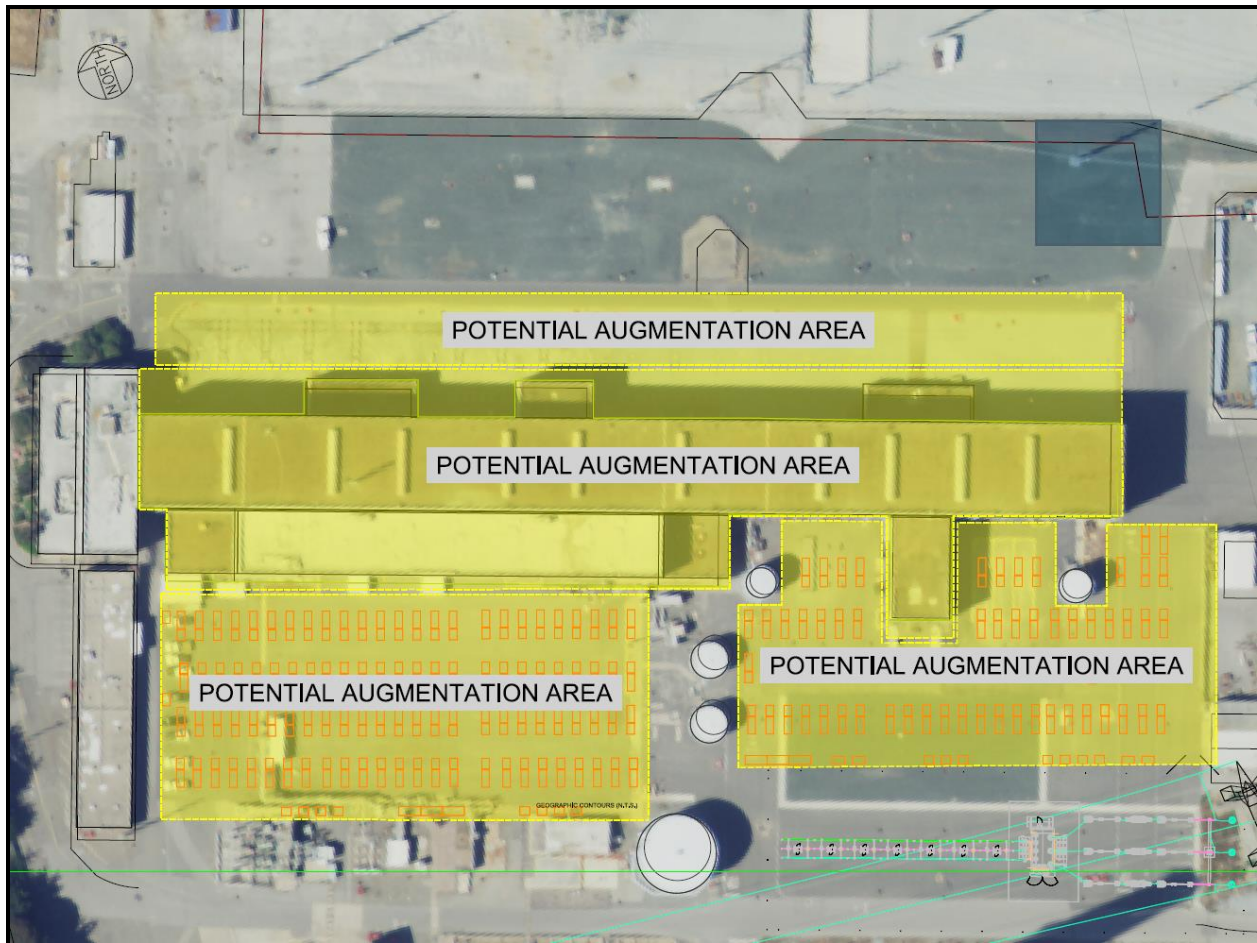 NORTH
POTENTIAL AUGMENTATION AREA
POTENTIAL AUGMENTATION AREA
POTENTIAL AUGMENTATION AREA
POTENTIAL AUGMENTATION AREA
GEOGRAPHIC CONTOURS (N.T.S.)